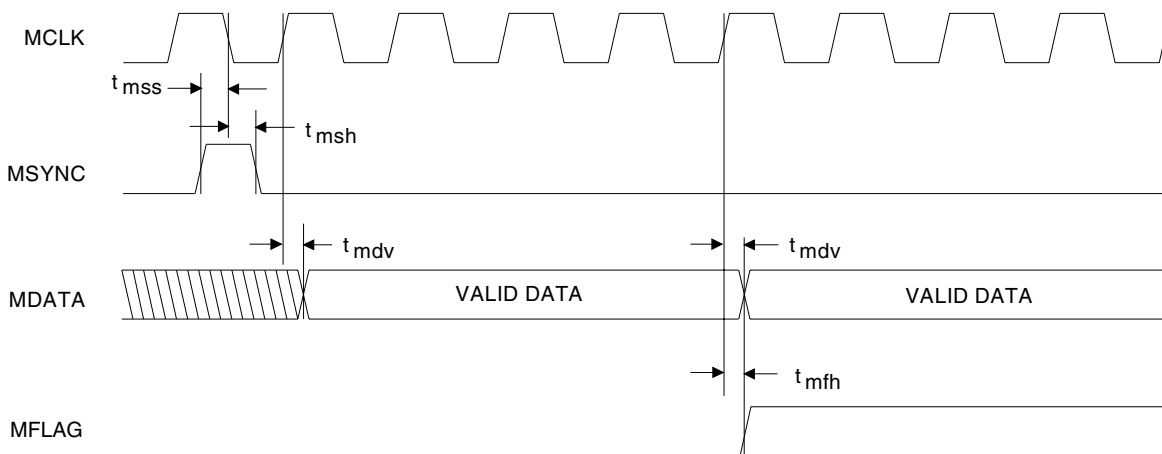 MCLK
t mss
t msh
MSYNC
t mdv
t mdv
MDATA
VALID DATA
VALID DATA
t mfh
MFLAG